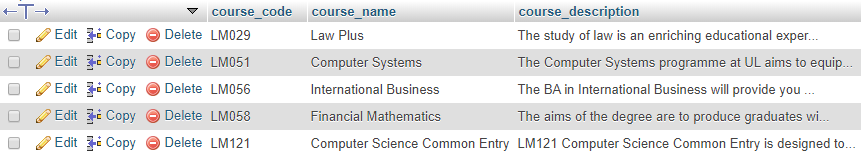 course_code course_name course_description
Edit Copy Delete LM029 Law Plus The study of law is an enriching educational exper...
Edit Copy Delete LM051 Computer Systems The Computer Systems programme at UL aims to equip...
Edit Copy Delete LM056 International Business The BA in International Business will provide you ...
Edit Copy Delete LM058 Financial Mathematics The aims of the degree are to produce graduates wi...
Edit Copy Delete LM121 Computer Science Common Entry LM121 Computer Science Common Entry is designed to...